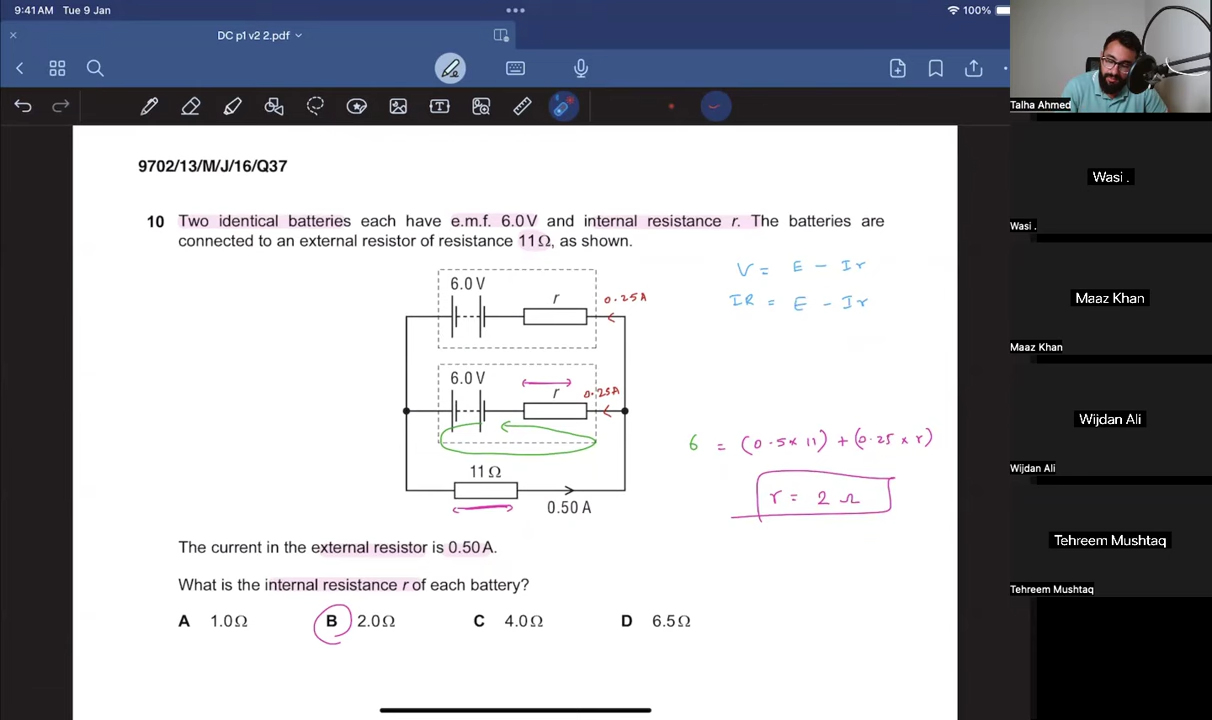 9:41 AM Tue 9 Jan
100%
DC p1 v2 2.pdf
Talha Ahmed
Wasi .
Wasi .
Maaz Khan
Maaz Khan
Wijdan Ali
Wijdan Ali
Tehreem Mushtaq
Tehreem Mushtaq
9702/13/M/J/16/Q37
10 Two identical batteries each have e.m.f. 6.0 V and internal resistance r. The batteries are
connected to an external resistor of resistance 11 Ω, as shown.
6.0 V
r
0.25A
6.0 V
r
0.25A
11 Ω
0.50 A
V = E - Ir
IR = E - Ir
6 = (0.5 × 11) + (0.25 × r)
r = 2 Ω
The current in the external resistor is 0.50 A.
What is the internal resistance r of each battery?
A 1.0 Ω B 2.0 Ω C 4.0 Ω D 6.5 Ω